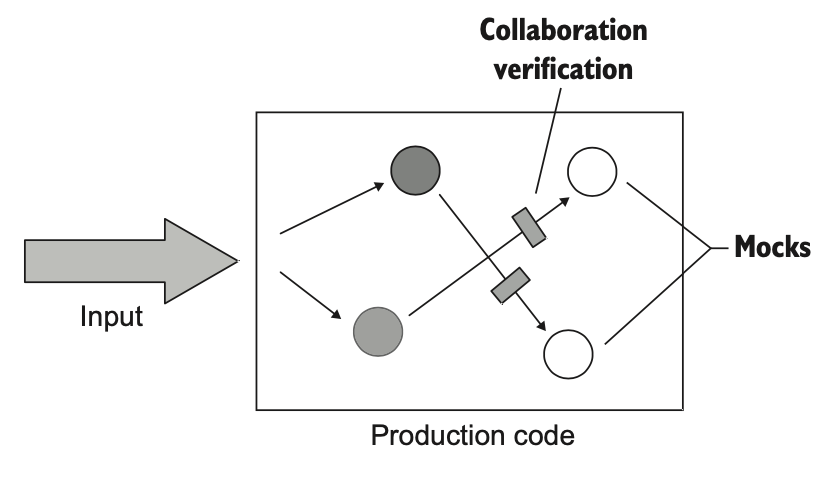 Collaboration
verification
Mocks
Input
Production code